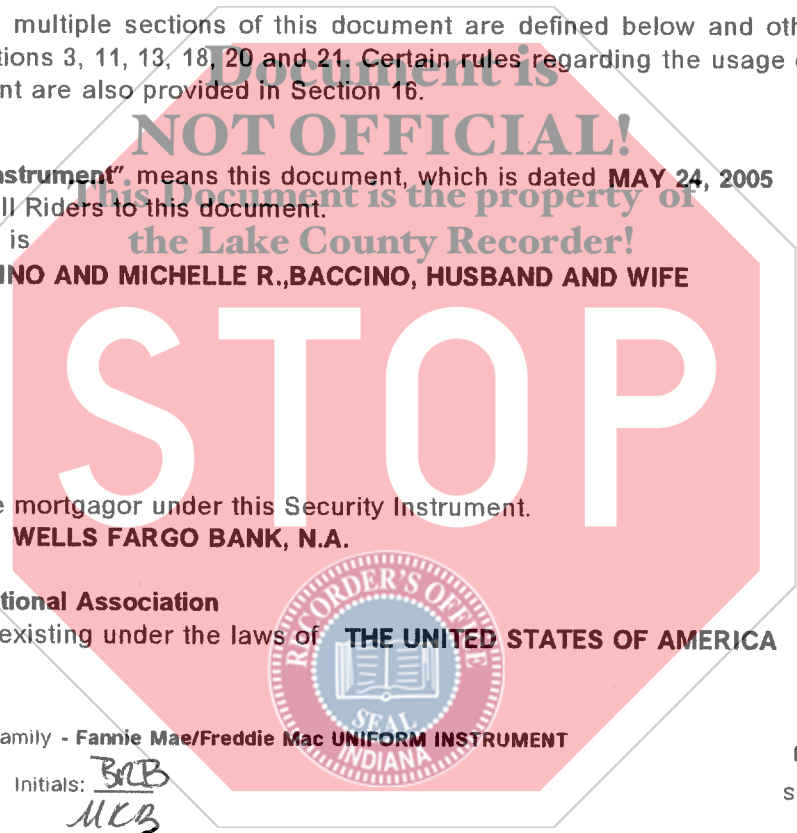 multiple sections of this document are defined below and oth
tions 3, 11, 13, 18, 20 and 21. Certain rules regarding the usage
nt are also provided in Section 16.
Document is
NOT OFFICIAL!
This Document is the property of
the Lake County Recorder!
STOP
nstrument" means this document, which is dated MAY 24, 2005
ll Riders to this document.
is
INO AND MICHELLE R.,BACCINO, HUSBAND AND WIFE
e mortgagor under this Security Instrument.
WELLS FARGO BANK, N.A.
tional Association
existing under the laws of THE UNITED STATES OF AMERICA
RECORDER'S OFFICE
SEAL
INDIANA
amily - Fannie Mae/Freddie Mac UNIFORM INSTRUMENT
Initials: BRB
MRB
s